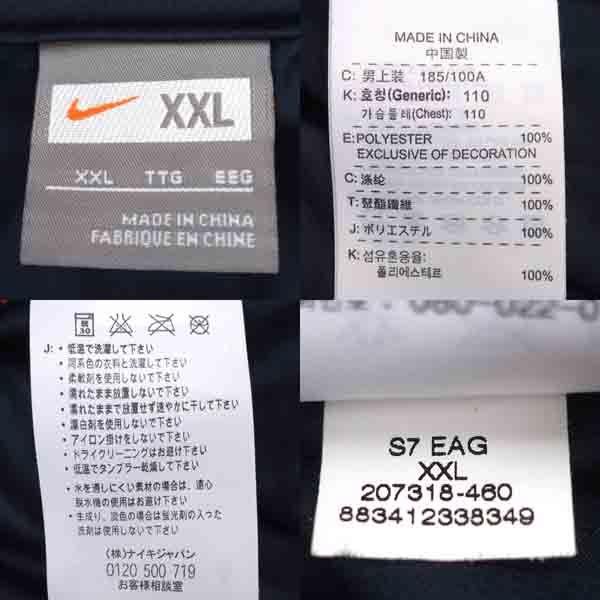 XXL
XXL TTG EEG
MADE IN CHINA
FABRIQUE EN CHINE
MADE IN CHINA
中国製
C: 男上装 185/100A
K: 호칭(Generic): 110
가슴둘레(Chest): 110
E: POLYESTER 100%
EXCLUSIVE OF DECORATION
C: 涤纶 100%
T: 聚酯纖維 100%
J: ポリエステル 100%
K: 섬유혼용율:
폴리에스테르 100%
弱
30
J: ・低温で洗濯して下さい
・同系色の衣料と洗濯して下さい
・柔軟剤を使用しないで下さい
・濡れたまま放置しないで下さい
・濡れたままで放置せず速やかに干して下さい
・漂白剤を使用しないで下さい
・アイロン掛けをしないで下さい
・ドライクリーニングはお避け下さい
・低温でタンブラー乾燥して下さい
・水を通しにくい素材の場合は、遠心
脱水機の使用はお避け下さい
・生成り、淡色の場合は蛍光剤の入った
洗剤は使用しないで下さい
(株)ナイキジャパン
0120 500 719
お客様相談室
080-022-0
S7 EAG
XXL
207318-460
883412338349